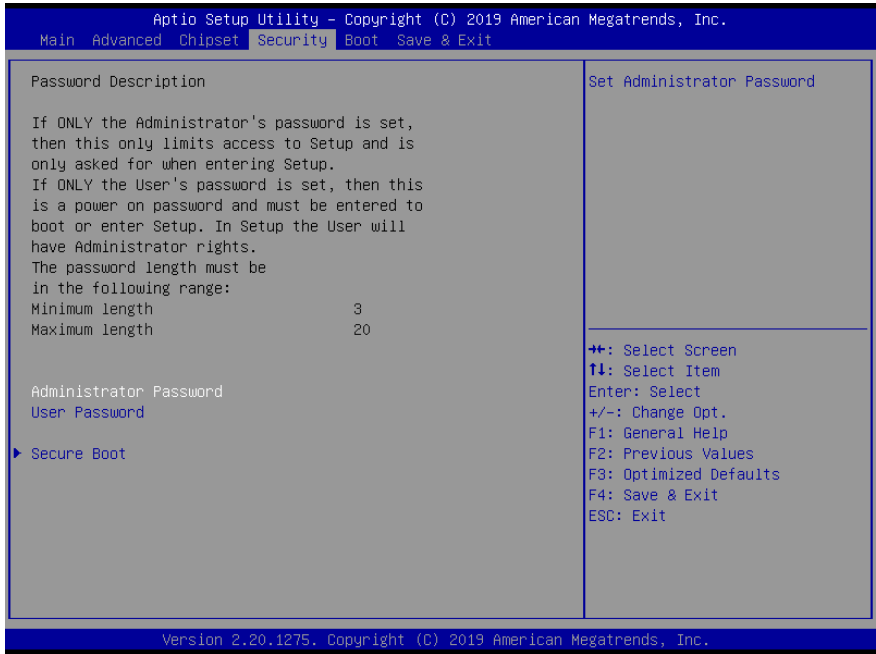 Aptio Setup Utility – Copyright (C) 2019 American Megatrends, Inc.
Main Advanced Chipset Security Boot Save & Exit
Password Description
If ONLY the Administrator's password is set,
then this only limits access to Setup and is
only asked for when entering Setup.
If ONLY the User's password is set, then this
is a power on password and must be entered to
boot or enter Setup. In Setup the User will
have Administrator rights.
The password length must be
in the following range:
Minimum length 3
Maximum length 20
Administrator Password
User Password
Secure Boot
Set Administrator Password
→←: Select Screen
↑↓: Select Item
Enter: Select
+/-: Change Opt.
F1: General Help
F2: Previous Values
F3: Optimized Defaults
F4: Save & Exit
ESC: Exit
Version 2.20.1275. Copyright (C) 2019 American Megatrends, Inc.